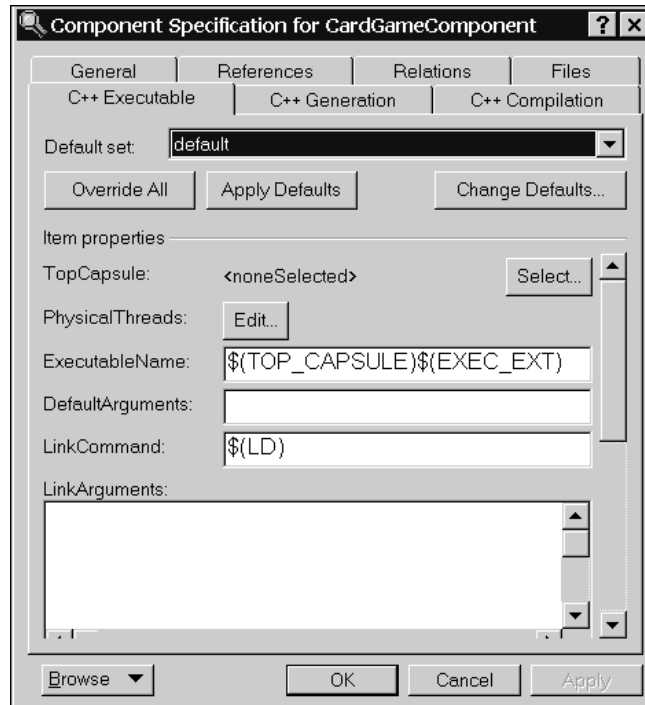 Component Specification for CardGameComponent
General References Relations Files
C++ Executable C++ Generation C++ Compilation
Default set: default
Override All Apply Defaults Change Defaults...
Item properties
TopCapsule: <noneSelected> Select...
PhysicalThreads: Edit...
ExecutableName: $(TOP_CAPSULE)$(EXEC_EXT)
DefaultArguments:
LinkCommand: $(LD)
LinkArguments:
Browse OK Cancel Apply